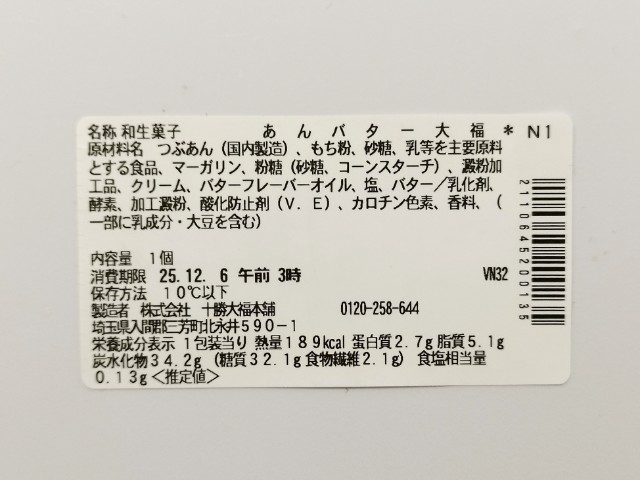 名称 和生菓子 あんバター大福* N1
原材料名 つぶあん（国内製造）、もち粉、砂糖、乳等を主要原料
とする食品、マーガリン、粉糖（砂糖、コーンスターチ）、澱粉加
工品、クリーム、バターフレーバーオイル、塩、バター／乳化剤、
酵素、加工澱粉、酸化防止剤（V．E）、カロチン色素、香料、（
一部に乳成分・大豆を含む）
内容量 1個
消費期限 25.12. 6 午前 3時 VN32
保存方法 10℃以下
製造者 株式会社 十勝大福本舗 0120-258-644
埼玉県入間郡三芳町北永井590-1
栄養成分表示 1包装当り 熱量189kcal 蛋白質2.7g 脂質5.1g
炭水化物34.2g（糖質32.1g食物繊維2.1g） 食塩相当量
0.13g＜推定値＞
2110645200135